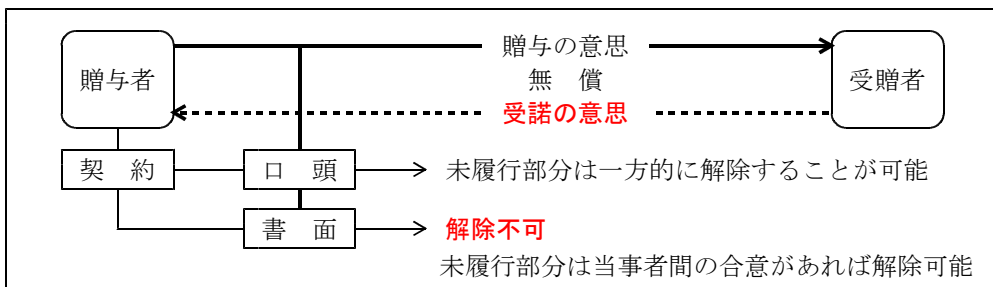 贈与の意思
贈与者
無 償
受贈者
受諾の意思
契 約
口 頭
未履行部分は一方的に解除することが可能
書 面
解除不可
未履行部分は当事者間の合意があれば解除可能